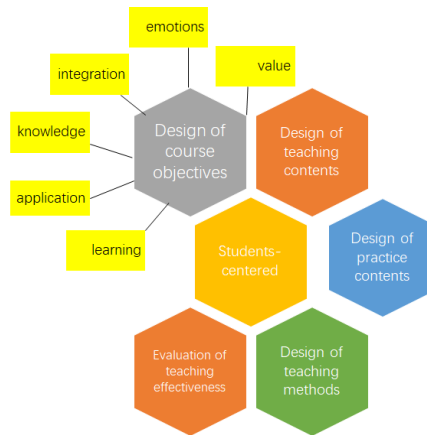 emotions
value
integration
knowledge
application
learning
Design of
course
objectives
Design of
teaching
contents
Students-
centered
Design of
practice
contents
Evaluation of
teaching
effectiveness
Design of
teaching
methods